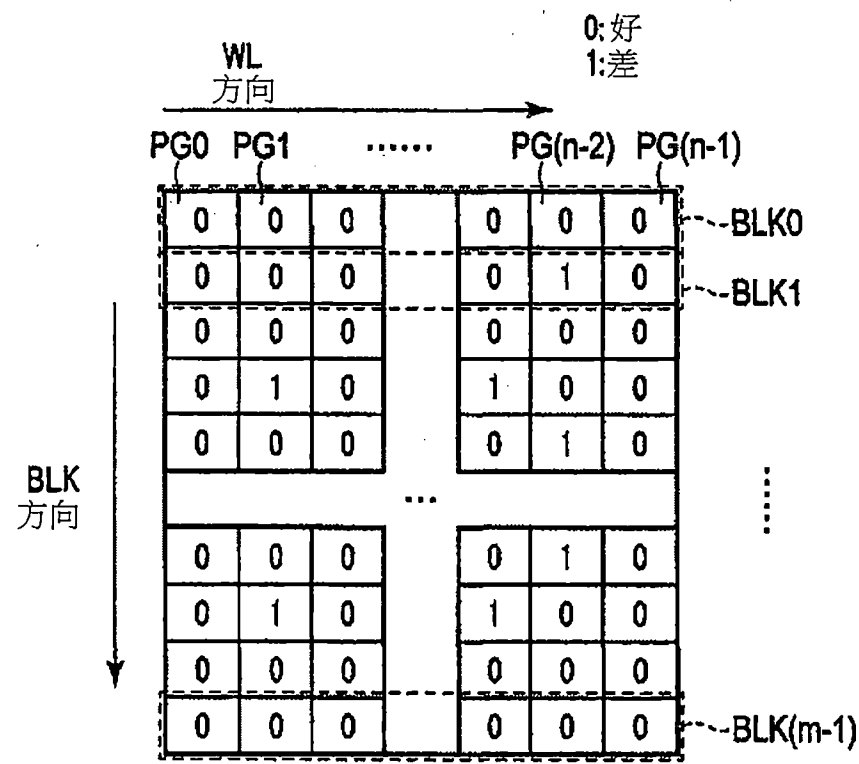 0:好
1:差
WL
方向
PG0 PG1 ...... PG(n-2) PG(n-1)
0 0 0 0 0 0 BLK0
0 0 0 0 1 0 BLK1
0 0 0 0 0 0
0 1 0 1 0 0
0 0 0 0 1 0
BLK
方向
...
......
0 0 0 0 1 0
0 1 0 1 0 0
0 0 0 0 0 0
0 0 0 0 0 0 BLK(m-1)